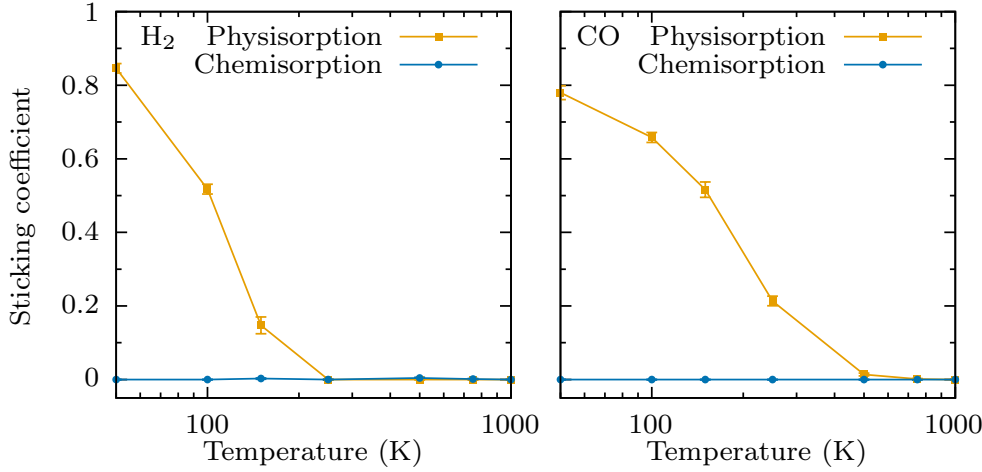 Sticking coefficient
1
0.8
0.6
0.4
0.2
0
H₂ Physisorption
Chemisorption
100 1000
Temperature (K)
CO Physisorption
Chemisorption
100 1000
Temperature (K)